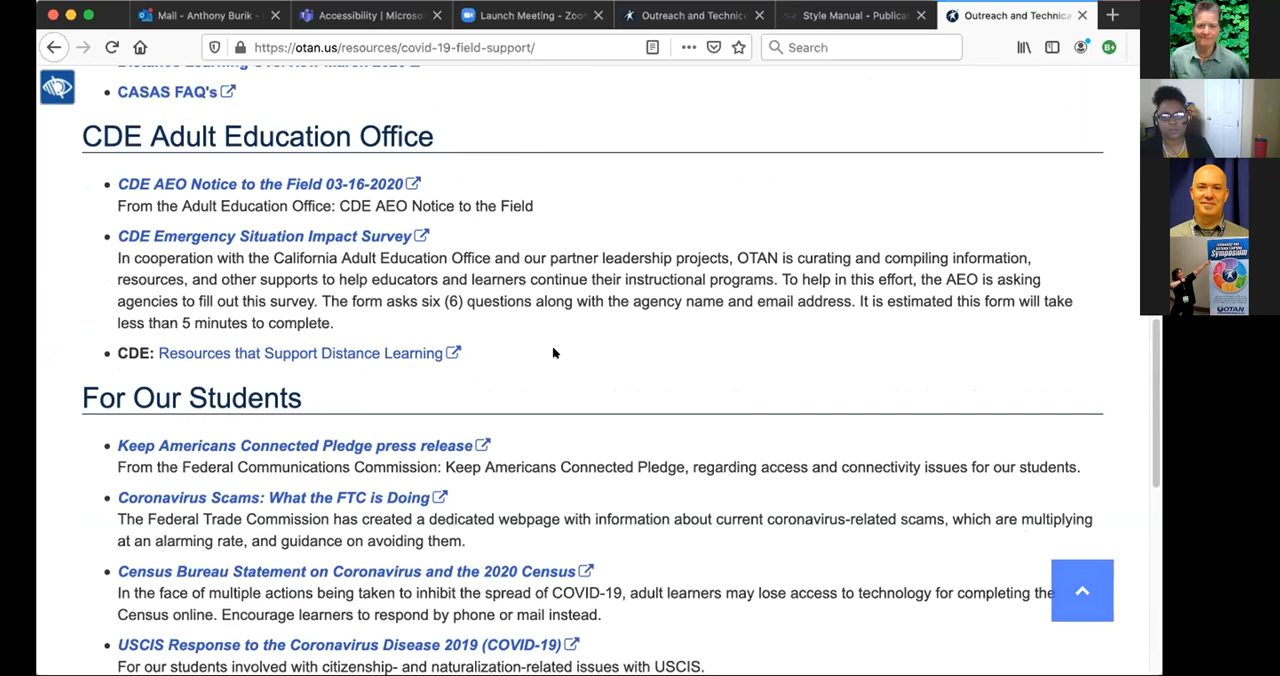 Mail - Anthony Burik -
Accessibility | Microso
Launch Meeting - Zoo
Outreach and Technic
Style Manual - Publicat
Outreach and Technica
https://otan.us/resources/covid-19-field-support/
Search
CASAS FAQ's
CDE Adult Education Office
CDE AEO Notice to the Field 03-16-2020
From the Adult Education Office: CDE AEO Notice to the Field
CDE Emergency Situation Impact Survey
In cooperation with the California Adult Education Office and our partner leadership projects, OTAN is curating and compiling information,
resources, and other supports to help educators and learners continue their instructional programs. To help in this effort, the AEO is asking
agencies to fill out this survey. The form asks six (6) questions along with the agency name and email address. It is estimated this form will take
less than 5 minutes to complete.
CDE: Resources that Support Distance Learning
For Our Students
Keep Americans Connected Pledge press release
From the Federal Communications Commission: Keep Americans Connected Pledge, regarding access and connectivity issues for our students.
Coronavirus Scams: What the FTC is Doing
The Federal Trade Commission has created a dedicated webpage with information about current coronavirus-related scams, which are multiplying
at an alarming rate, and guidance on avoiding them.
Census Bureau Statement on Coronavirus and the 2020 Census
In the face of multiple actions being taken to inhibit the spread of COVID-19, adult learners may lose access to technology for completing the
Census online. Encourage learners to respond by phone or mail instead.
USCIS Response to the Coronavirus Disease 2019 (COVID-19)
For our students involved with citizenship- and naturalization-related issues with USCIS.
Symposium
OTAN